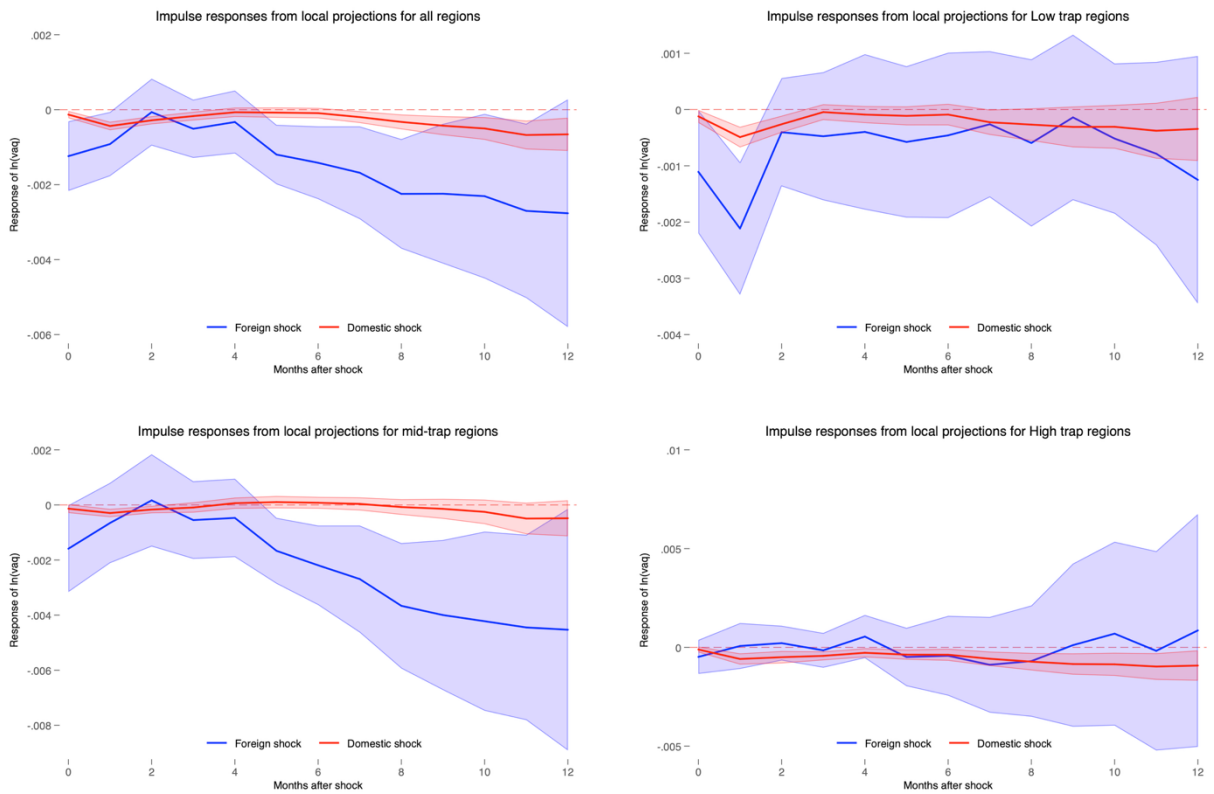 Impulse responses from local projections for all regions
.002
0
-.002
-.004
-.006
Response of ln(vaq)
Foreign shock Domestic shock
0 2 4 6 8 10 12
Months after shock
Impulse responses from local projections for Low trap regions
.001
0
-.001
-.002
-.003
-.004
Response of ln(vaq)
Foreign shock Domestic shock
0 2 4 6 8 10 12
Months after shock
Impulse responses from local projections for mid-trap regions
.002
0
-.002
-.004
-.006
-.008
Response of ln(vaq)
Foreign shock Domestic shock
0 2 4 6 8 10 12
Months after shock
Impulse responses from local projections for High trap regions
.01
.005
0
-.005
Response of ln(vaq)
Foreign shock Domestic shock
0 2 4 6 8 10 12
Months after shock